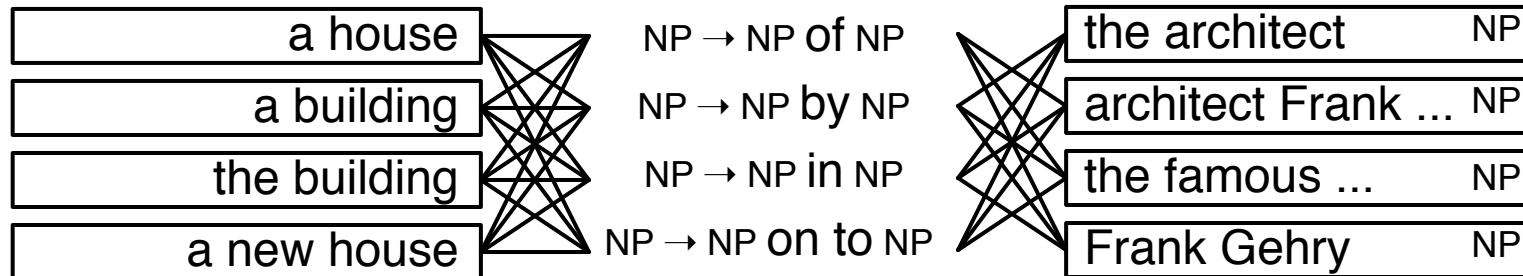 a house NP → NP of NP the architect NP
a building NP → NP by NP architect Frank ... NP
the building NP → NP in NP the famous ... NP
a new house NP → NP on to NP Frank Gehry NP